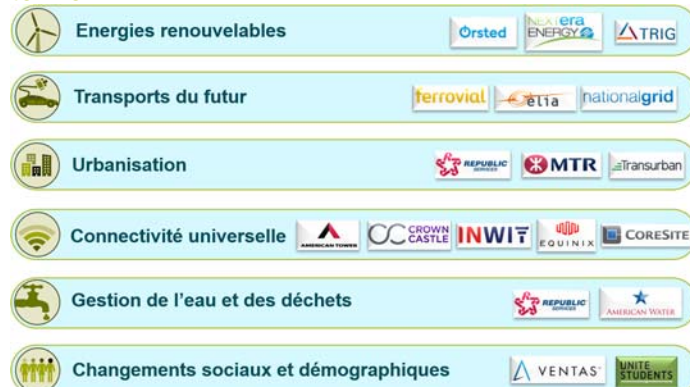 Energies renouvelables
Orsted
NEXTera ENERGY
TRIG
Transports du futur
ferrovial
elia
nationalgrid
Urbanisation
REPUBLIC SERVICES
MTR
Transurban
Connectivité universelle
AMERICAN TOWER
CROWN CASTLE
INWIT
EQUINIX
CORESITE
Gestion de l'eau et des déchets
REPUBLIC SERVICES
AMERICAN WATER
Changements sociaux et démographiques
VENTAS
UNITE STUDENTS